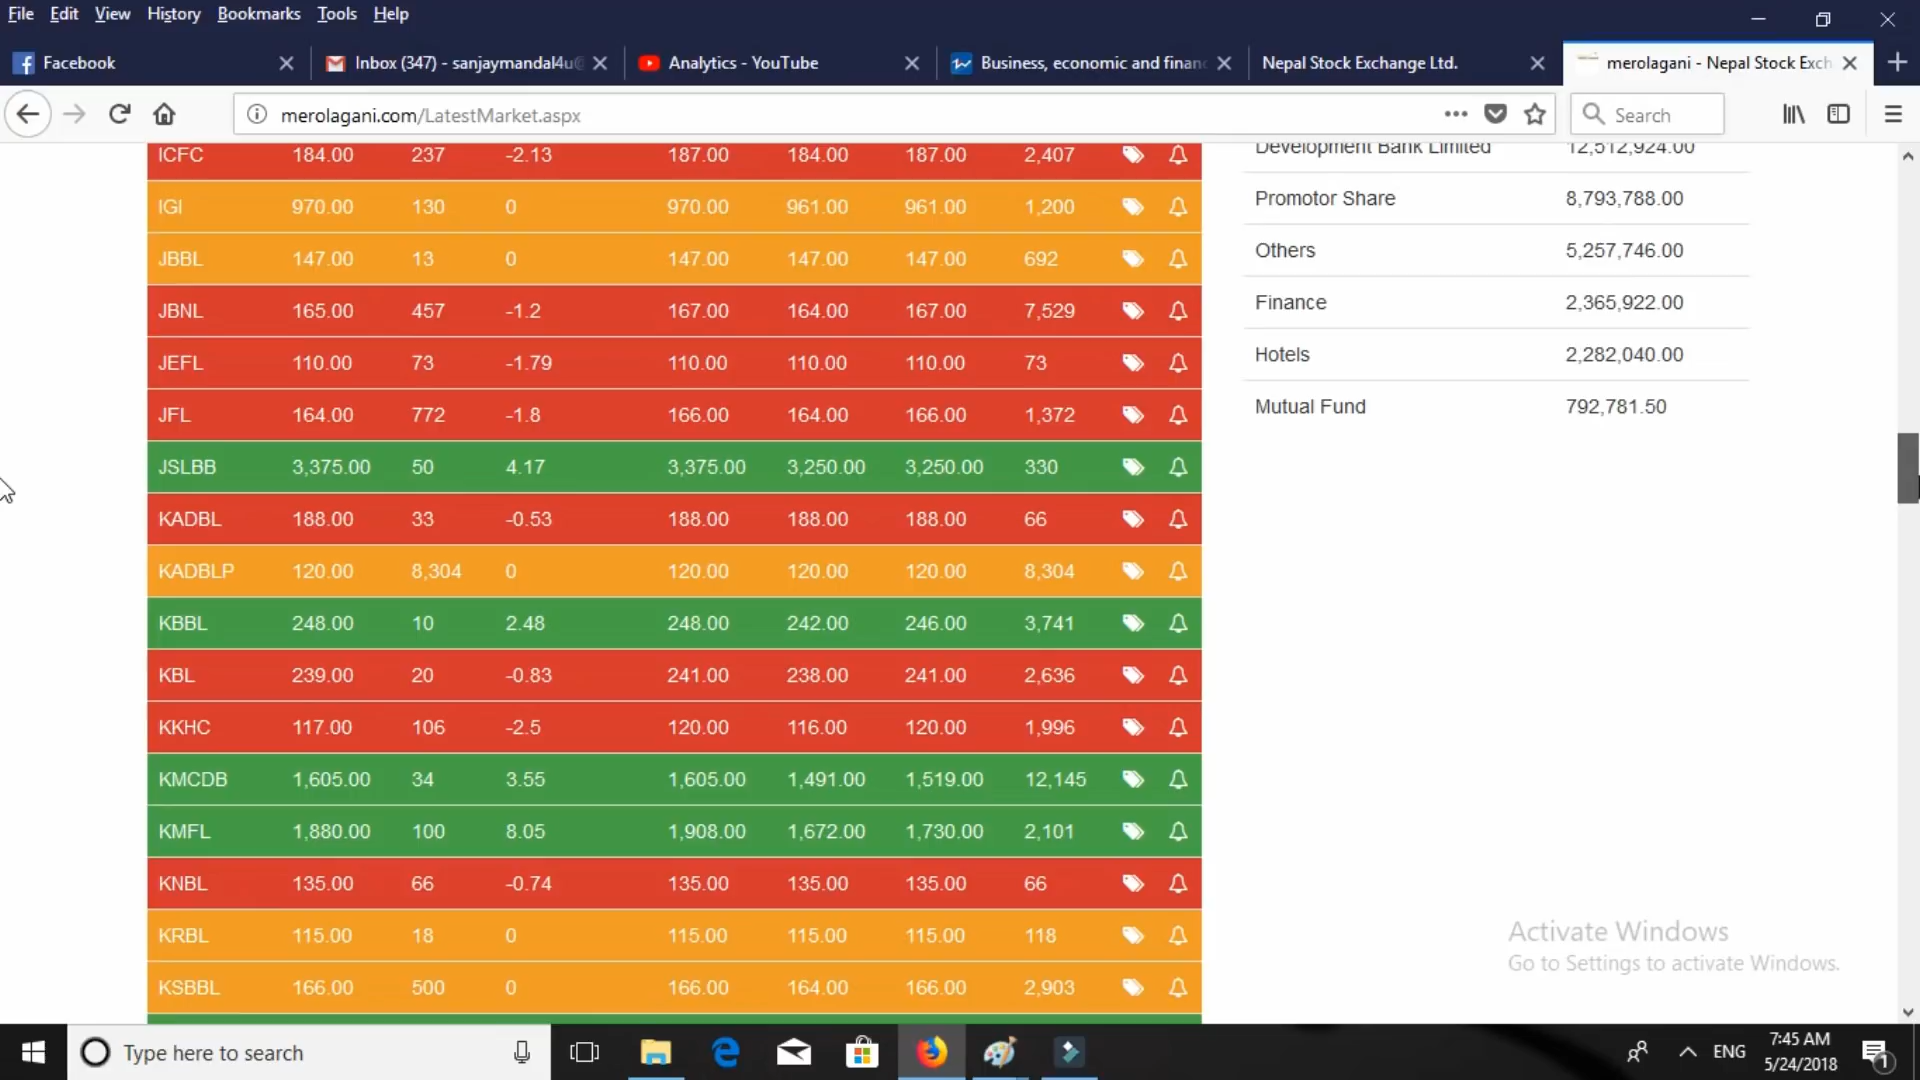 File Edit View History Bookmarks Tools Help
Facebook Inbox (347) - sanjaymandal4u Analytics - YouTube Business, economic and finan Nepal Stock Exchange Ltd. merolagani - Nepal Stock Exch
merolagani.com/LatestMarket.aspx Search
ICFC 184.00 237 -2.13 187.00 184.00 187.00 2,407
IGI 970.00 130 0 970.00 961.00 961.00 1,200
JBBL 147.00 13 0 147.00 147.00 147.00 692
JBNL 165.00 457 -1.2 167.00 164.00 167.00 7,529
JEFL 110.00 73 -1.79 110.00 110.00 110.00 73
JFL 164.00 772 -1.8 166.00 164.00 166.00 1,372
JSLBB 3,375.00 50 4.17 3,375.00 3,250.00 3,250.00 330
KADBL 188.00 33 -0.53 188.00 188.00 188.00 66
KADBLP 120.00 8,304 0 120.00 120.00 120.00 8,304
KBBL 248.00 10 2.48 248.00 242.00 246.00 3,741
KBL 239.00 20 -0.83 241.00 238.00 241.00 2,636
KKHC 117.00 106 -2.5 120.00 116.00 120.00 1,996
KMCDB 1,605.00 34 3.55 1,605.00 1,491.00 1,519.00 12,145
KMFL 1,880.00 100 8.05 1,908.00 1,672.00 1,730.00 2,101
KNBL 135.00 66 -0.74 135.00 135.00 135.00 66
KRBL 115.00 18 0 115.00 115.00 115.00 118
KSBBL 166.00 500 0 166.00 164.00 166.00 2,903
Development Bank Limited 12,512,924.00
Promotor Share 8,793,788.00
Others 5,257,746.00
Finance 2,365,922.00
Hotels 2,282,040.00
Mutual Fund 792,781.50
Activate Windows
Go to Settings to activate Windows.
Type here to search
ENG
7:45 AM
5/24/2018
1